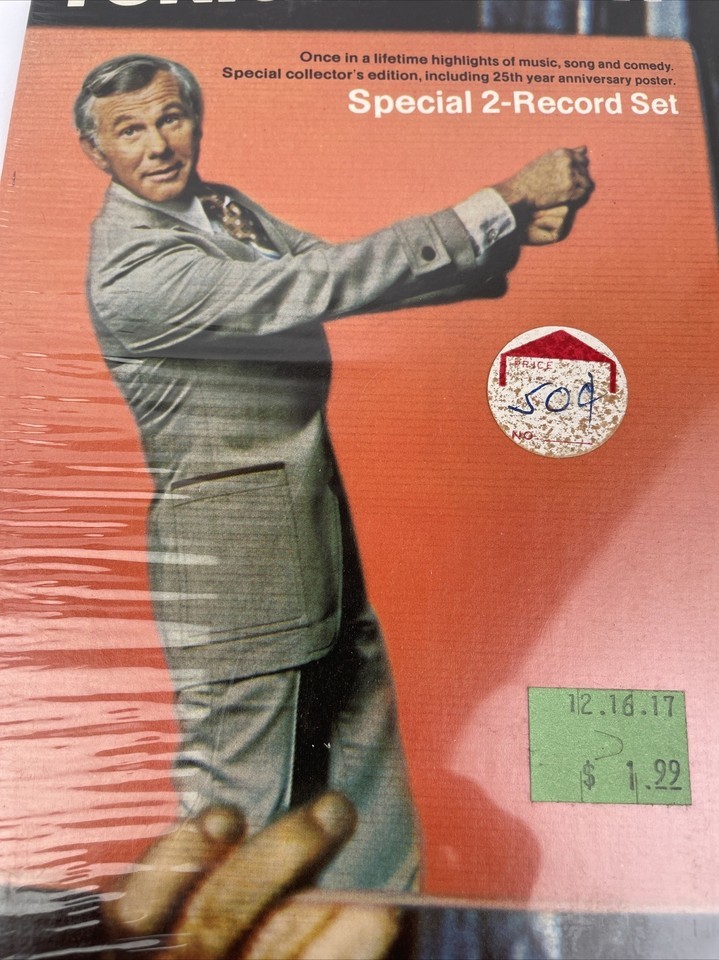 Once in a lifetime highlights of music, song and comedy.
Special collector's edition, including 25th year anniversary poster.
Special 2-Record Set
PRICE
50¢
NO.
12.16.17
$ 1.99